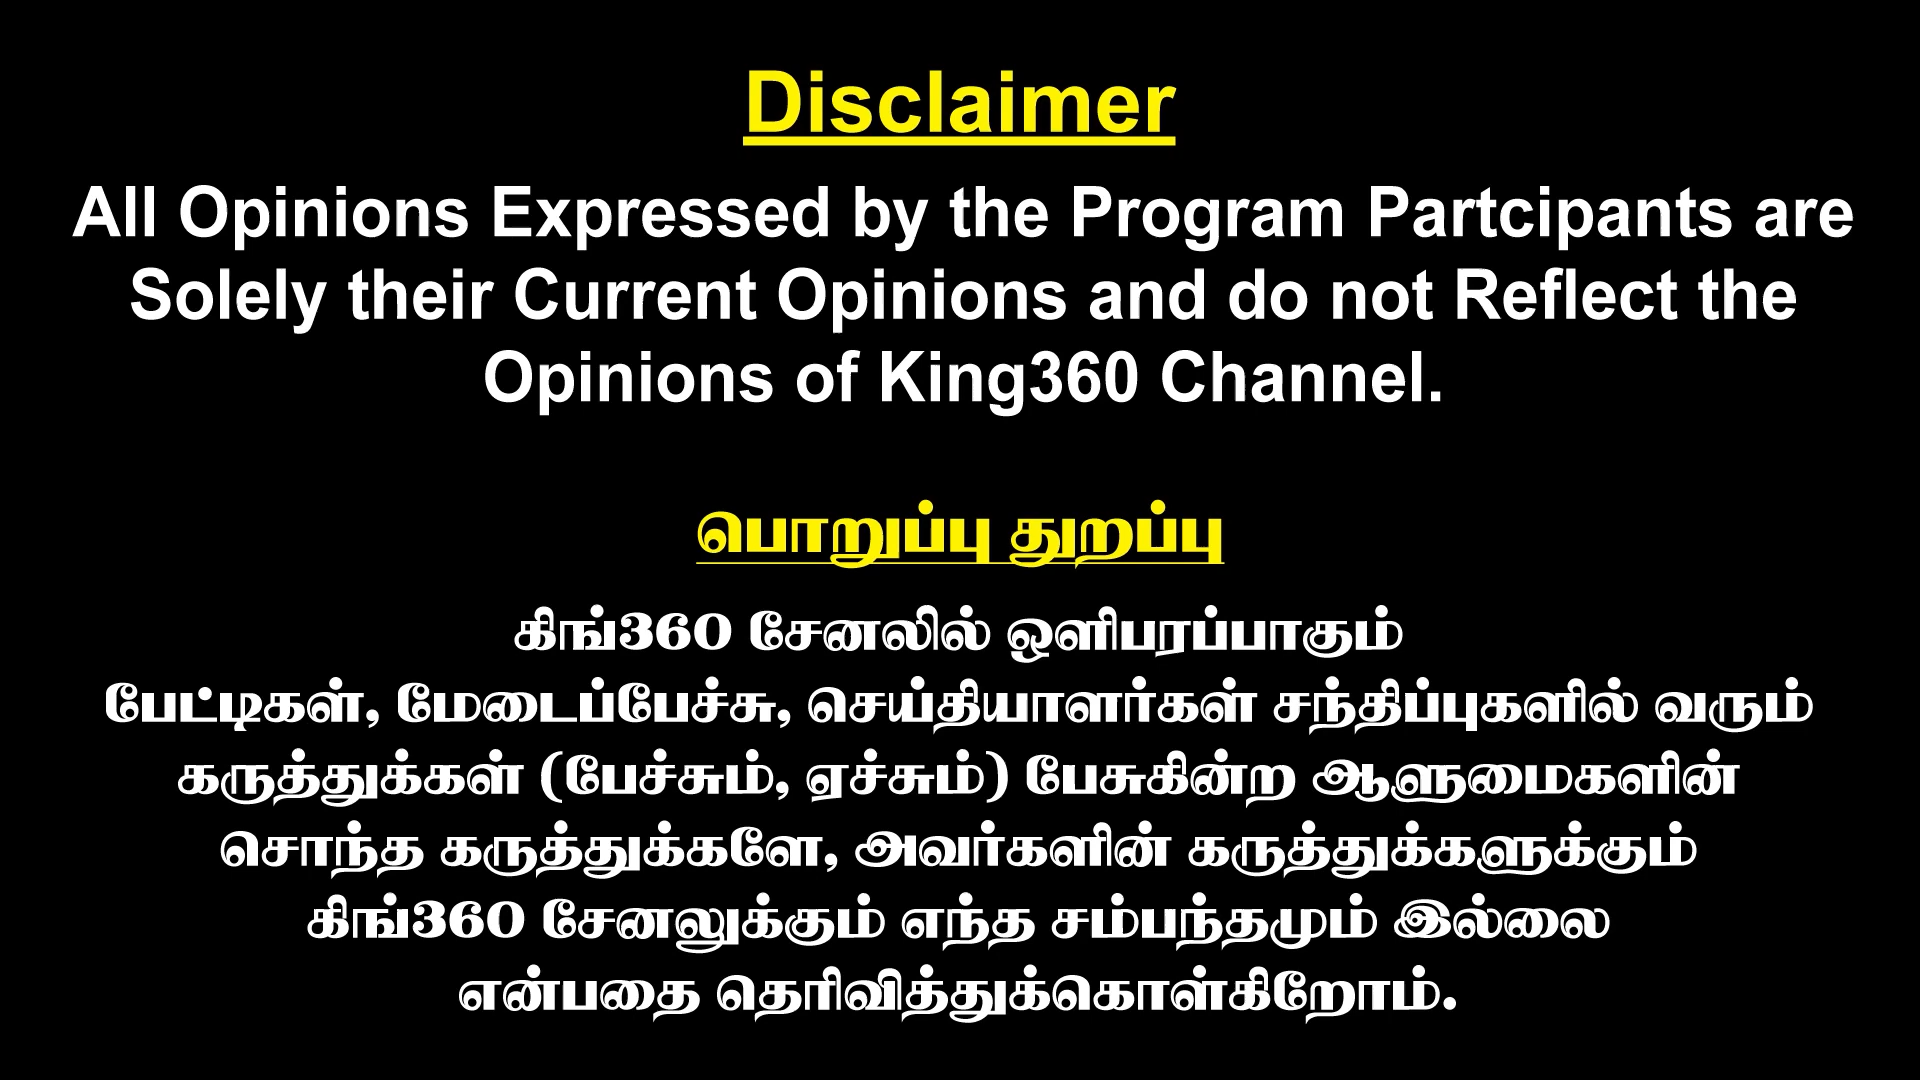 Disclaimer
All Opinions Expressed by the Program Partcipants are
Solely their Current Opinions and do not Reflect the
Opinions of King360 Channel.
பொறுப்பு துறப்பு
கிங்360 சேனலில் ஒளிபரப்பாகும்
பேட்டிகள், மேடைப்பேச்சு, செய்தியாளர்கள் சந்திப்புகளில் வரும்
கருத்துக்கள் (பேச்சும், ஏச்சும்) பேசுகின்ற ஆளுமைகளின்
சொந்த கருத்துக்களே, அவர்களின் கருத்துக்களுக்கும்
கிங்360 சேனலுக்கும் எந்த சம்பந்தமும் இல்லை
என்பதை தெரிவித்துக்கொள்கிறோம்.